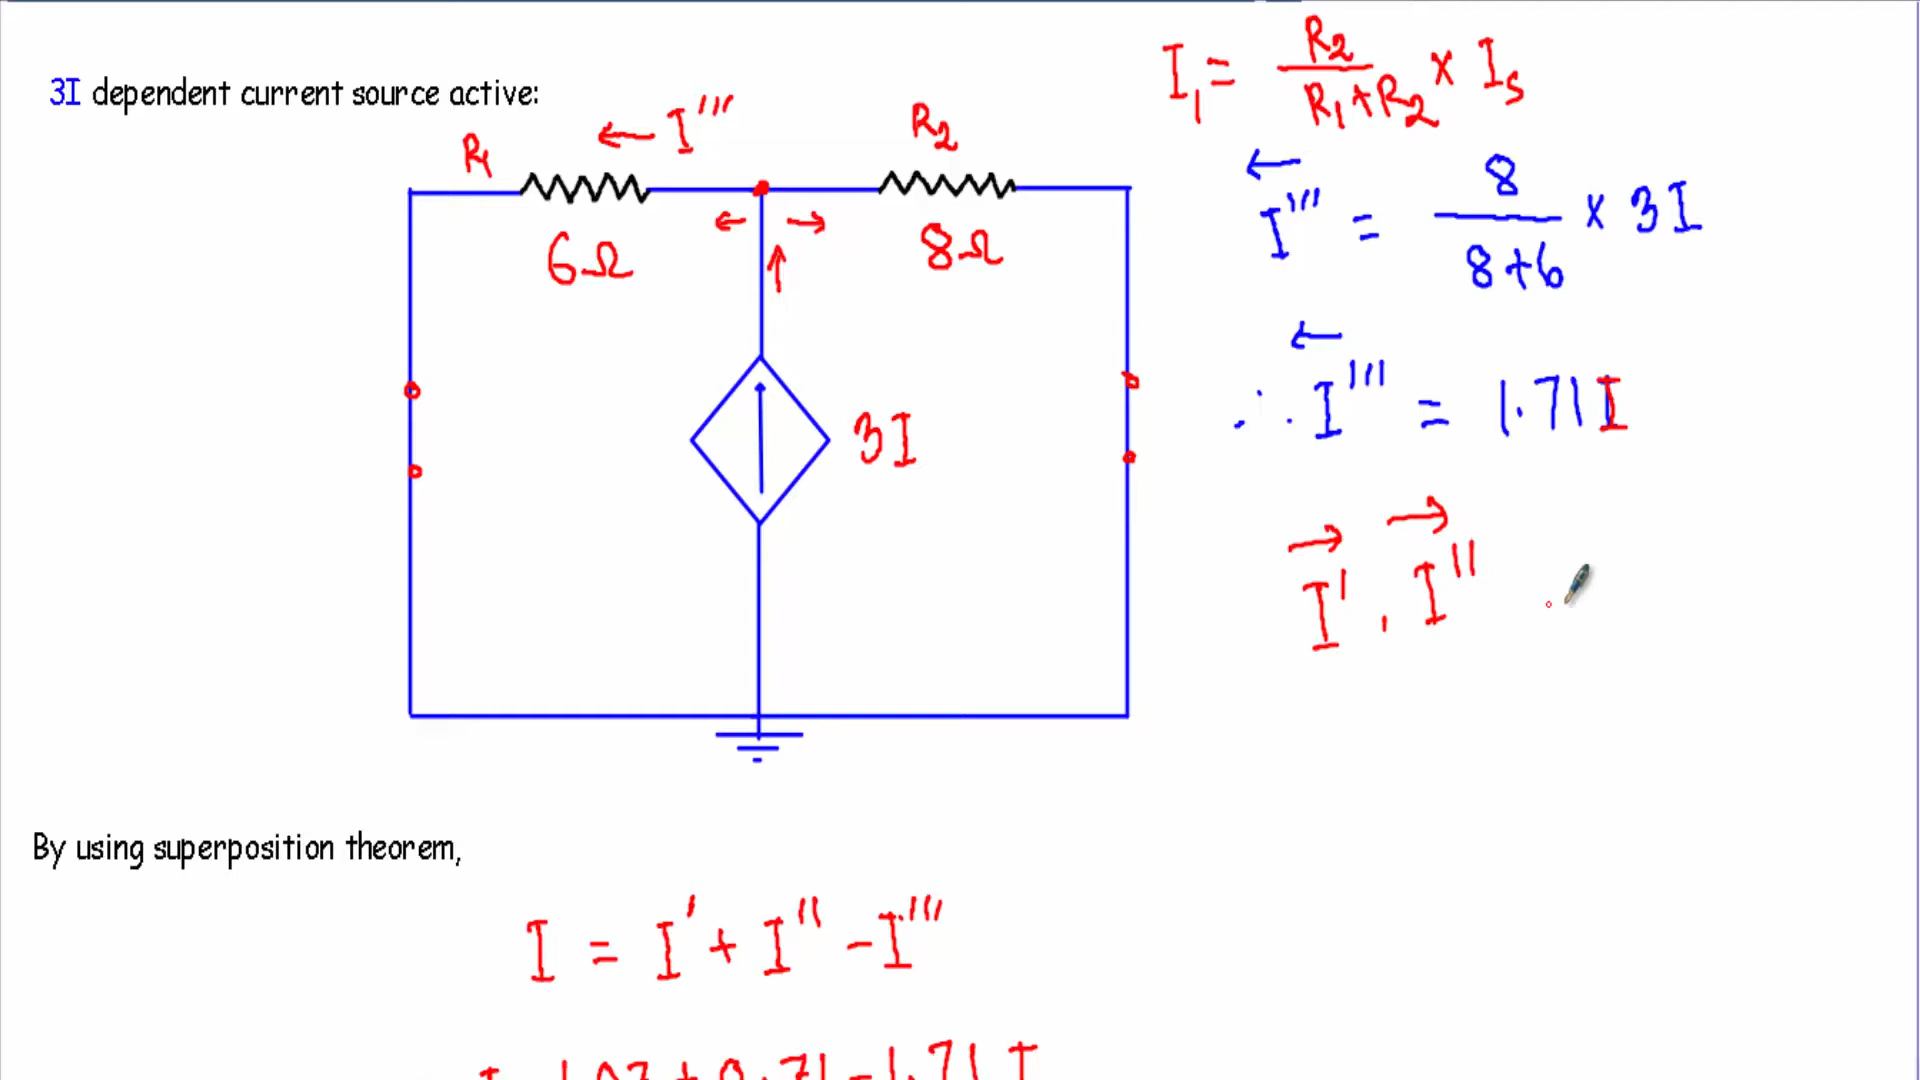 3I dependent current source active:
R1
← I'''
R2
6Ω
8Ω
3I
I1 = R2 / R1+R2 × Is
I''' = 8 / 8+6 × 3I
∴ I''' = 1.71I
I' , I''
By using superposition theorem,
I = I' + I'' - I'''